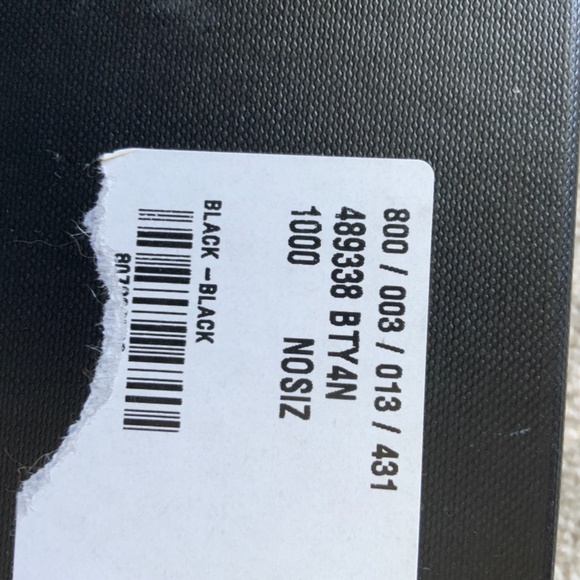 800 / 003 / 013 / 431
489338 BTY4N
1000 NOSIZ
BLACK -BLACK